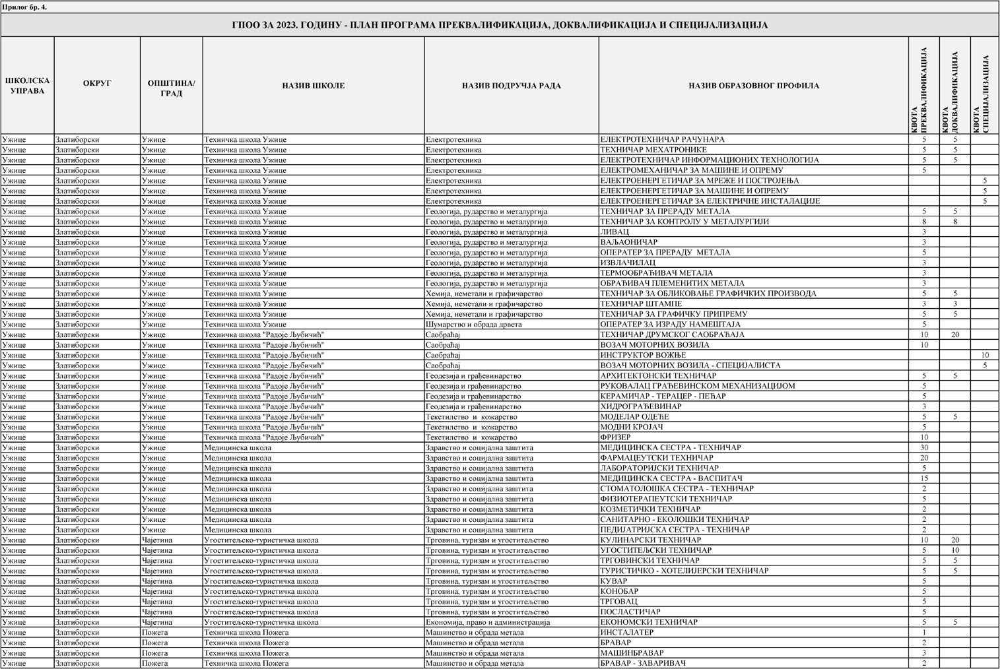 Прилог бр. 4.
ГПОО ЗА 2023. ГОДИНУ - ПЛАН ПРОГРАМА ПРЕКВАЛИФИКАЦИЈА, ДОКВАЛИФИКАЦИЈА И СПЕЦИЈАЛИЗАЦИЈА
ШКОЛСКА УПРАВА ОКРУГ ОПШТИНА/ ГРАД НАЗИВ ШКОЛЕ НАЗИВ ПОДРУЧЈА РАДА НАЗИВ ОБРАЗОВНОГ ПРОФИЛА КВОТА ПРЕКВАЛИФИКАЦИЈА КВОТА ДОКВАЛИФИКАЦИЈА КВОТА СПЕЦИЈАЛИЗАЦИЈА
Ужице Златиборски Ужице Техничка школа Ужице Електротехника ЕЛЕКТРОТЕХНИЧАР РАЧУНАРА 5 5
Ужице Златиборски Ужице Техничка школа Ужице Електротехника ТЕХНИЧАР МЕХАТРОНИКЕ 5 5
Ужице Златиборски Ужице Техничка школа Ужице Електротехника ЕЛЕКТРОТЕХНИЧАР ИНФОРМАЦИОНИХ ТЕХНОЛОГИЈА 5 5
Ужице Златиборски Ужице Техничка школа Ужице Електротехника ЕЛЕКТРОМЕХАНИЧАР ЗА МАШИНЕ И ОПРЕМУ 5
Ужице Златиборски Ужице Техничка школа Ужице Електротехника ЕЛЕКТРОЕНЕРГЕТИЧАР ЗА МРЕЖЕ И ПОСТРОЈЕЊА 5
Ужице Златиборски Ужице Техничка школа Ужице Електротехника ЕЛЕКТРОЕНЕРГЕТИЧАР ЗА МАШИНЕ И ОПРЕМУ 5
Ужице Златиборски Ужице Техничка школа Ужице Електротехника ЕЛЕКТРОЕНЕРГЕТИЧАР ЗА ЕЛЕКТРИЧНЕ ИНСТАЛАЦИЈЕ 5
Ужице Златиборски Ужице Техничка школа Ужице Геологија, рударство и металургија ТЕХНИЧАР ЗА ПРЕРАДУ МЕТАЛА 5 5
Ужице Златиборски Ужице Техничка школа Ужице Геологија, рударство и металургија ТЕХНИЧАР ЗА КОНТРОЛУ У МЕТАЛУРГИЈИ 8 8
Ужице Златиборски Ужице Техничка школа Ужице Геологија, рударство и металургија ЛИВАЦ 3
Ужице Златиборски Ужице Техничка школа Ужице Геологија, рударство и металургија ВАЉАОНИЧАР 3
Ужице Златиборски Ужице Техничка школа Ужице Геологија, рударство и металургија ОПЕРАТЕР ЗА ПРЕРАДУ МЕТАЛА 5
Ужице Златиборски Ужице Техничка школа Ужице Геологија, рударство и металургија ИЗВЛАЧИЛАЦ 3
Ужице Златиборски Ужице Техничка школа Ужице Геологија, рударство и металургија ТЕРМООБРАЂИВАЧ МЕТАЛА 3
Ужице Златиборски Ужице Техничка школа Ужице Геологија, рударство и металургија ОБРАЂИВАЧ ПЛЕМЕНИТИХ МЕТАЛА 3
Ужице Златиборски Ужице Техничка школа Ужице Хемија, неметали и графичарство ТЕХНИЧАР ЗА ОБЛИКОВАЊЕ ГРАФИЧКИХ ПРОИЗВОДА 5 5
Ужице Златиборски Ужице Техничка школа Ужице Хемија, неметали и графичарство ТЕХНИЧАР ШТАМПЕ 3 3
Ужице Златиборски Ужице Техничка школа Ужице Хемија, неметали и графичарство ТЕХНИЧАР ЗА ГРАФИЧКУ ПРИПРЕМУ 5 5
Ужице Златиборски Ужице Техничка школа Ужице Шумарство и обрада дрвета ОПЕРАТЕР ЗА ИЗРАДУ НАМЕШТАЈА 5
Ужице Златиборски Ужице Техничка школа "Радоје Љубичић" Саобраћај ТЕХНИЧАР ДРУМСКОГ САОБРАЋАЈА 10 20
Ужице Златиборски Ужице Техничка школа "Радоје Љубичић" Саобраћај ВОЗАЧ МОТОРНИХ ВОЗИЛА 10
Ужице Златиборски Ужице Техничка школа "Радоје Љубичић" Саобраћај ИНСТРУКТОР ВОЖЊЕ 10
Ужице Златиборски Ужице Техничка школа "Радоје Љубичић" Саобраћај ВОЗАЧ МОТОРНИХ ВОЗИЛА - СПЕЦИЈАЛИСТА 5
Ужице Златиборски Ужице Техничка школа "Радоје Љубичић" Геодезија и грађевинарство АРХИТЕКТОНСКИ ТЕХНИЧАР 5 5
Ужице Златиборски Ужице Техничка школа "Радоје Љубичић" Геодезија и грађевинарство РУКОВАЛАЦ ГРАЂЕВИНСКОМ МЕХАНИЗАЦИЈОМ 5
Ужице Златиборски Ужице Техничка школа "Радоје Љубичић" Геодезија и грађевинарство КЕРАМИЧАР - ТЕРАЦЕР - ПЕЋАР 5
Ужице Златиборски Ужице Техничка школа "Радоје Љубичић" Геодезија и грађевинарство ХИДРОГРАЂЕВИНАР 3
Ужице Златиборски Ужице Техничка школа "Радоје Љубичић" Текстилство и кожарство МОДЕЛАР ОДЕЋЕ 5 5
Ужице Златиборски Ужице Техничка школа "Радоје Љубичић" Текстилство и кожарство МОДНИ КРОЈАЧ 5
Ужице Златиборски Ужице Техничка школа "Радоје Љубичић" Текстилство и кожарство ФРИЗЕР 10
Ужице Златиборски Ужице Медицинска школа Здравство и социјална заштита МЕДИЦИНСКА СЕСТРА - ТЕХНИЧАР 30
Ужице Златиборски Ужице Медицинска школа Здравство и социјална заштита ФАРМАЦЕУТСКИ ТЕХНИЧАР 20
Ужице Златиборски Ужице Медицинска школа Здравство и социјална заштита ЛАБОРАТОРИЈСКИ ТЕХНИЧАР 5
Ужице Златиборски Ужице Медицинска школа Здравство и социјална заштита МЕДИЦИНСКА СЕСТРА - ВАСПИТАЧ 15
Ужице Златиборски Ужице Медицинска школа Здравство и социјална заштита СТОМАТОЛОШКА СЕСТРА - ТЕХНИЧАР 2
Ужице Златиборски Ужице Медицинска школа Здравство и социјална заштита ФИЗИОТЕРАПЕУТСКИ ТЕХНИЧАР 5
Ужице Златиборски Ужице Медицинска школа Здравство и социјална заштита КОЗМЕТИЧКИ ТЕХНИЧАР 2
Ужице Златиборски Ужице Медицинска школа Здравство и социјална заштита САНИТАРНО - ЕКОЛОШКИ ТЕХНИЧАР 2
Ужице Златиборски Ужице Медицинска школа Здравство и социјална заштита ПЕДИЈАТРИЈСКА СЕСТРА - ТЕХНИЧАР 2
Ужице Златиборски Чајетина Угоститељско-туристичка школа Трговина, туризам и угоститељство КУЛИНАРСКИ ТЕХНИЧАР 10 20
Ужице Златиборски Чајетина Угоститељско-туристичка школа Трговина, туризам и угоститељство УГОСТИТЕЉСКИ ТЕХНИЧАР 5 10
Ужице Златиборски Чајетина Угоститељско-туристичка школа Трговина, туризам и угоститељство ТРГОВИНСКИ ТЕХНИЧАР 5 5
Ужице Златиборски Чајетина Угоститељско-туристичка школа Трговина, туризам и угоститељство ТУРИСТИЧКО - ХОТЕЛИЈЕРСКИ ТЕХНИЧАР 5 5
Ужице Златиборски Чајетина Угоститељско-туристичка школа Трговина, туризам и угоститељство КУВАР 5
Ужице Златиборски Чајетина Угоститељско-туристичка школа Трговина, туризам и угоститељство КОНОБАР 5
Ужице Златиборски Чајетина Угоститељско-туристичка школа Трговина, туризам и угоститељство ТРГОВАЦ 5
Ужице Златиборски Чајетина Угоститељско-туристичка школа Трговина, туризам и угоститељство ПОСЛАСТИЧАР 5
Ужице Златиборски Чајетина Угоститељско-туристичка школа Економија, право и администрација ЕКОНОМСКИ ТЕХНИЧАР 5 5
Ужице Златиборски Пожега Техничка школа Пожега Машинство и обрада метала ИНСТАЛАТЕР 1
Ужице Златиборски Пожега Техничка школа Пожега Машинство и обрада метала БРАВАР 2
Ужице Златиборски Пожега Техничка школа Пожега Машинство и обрада метала МАШИНБРАВАР 3
Ужице Златиборски Пожега Техничка школа Пожега Машинство и обрада метала БРАВАР - ЗАВАРИВАЧ 2